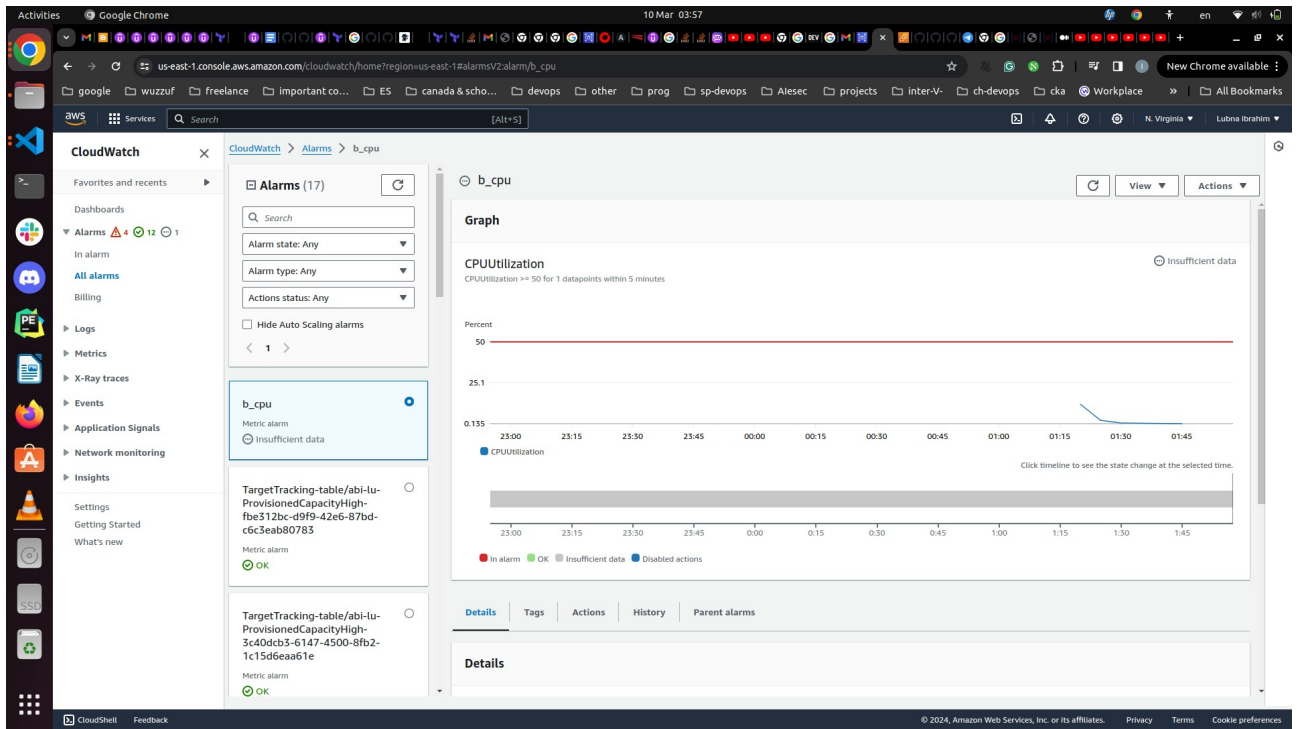 Activities Google Chrome 10 Mar 03:57 en
us-east-1.console.aws.amazon.com/cloudwatch/home?region=us-east-1#alarmsV2:alarm/b_cpu New Chrome available
google wuzzuf freelance important co... ES canada & scho... devops other prog sp-devops AIesec projects inter-V- ch-devops cka Workplace » All Bookmarks
aws Services Search [Alt+S] N. Virginia Lubna ibrahim
CloudWatch
Favorites and recents
Dashboards
Alarms 4 12 1
In alarm
All alarms
Billing
Logs
Metrics
X-Ray traces
Events
Application Signals
Network monitoring
Insights
Settings
Getting Started
What's new
CloudWatch > Alarms > b_cpu
Alarms (17)
Search
Alarm state: Any
Alarm type: Any
Actions status: Any
Hide Auto Scaling alarms
< 1 >
b_cpu
Metric alarm
Insufficient data
TargetTracking-table/abi-lu-
ProvisionedCapacityHigh-
fbe312bc-d9f9-42e6-87bd-
c6c3eab80783
Metric alarm
OK
TargetTracking-table/abi-lu-
ProvisionedCapacityHigh-
3c40dcb3-6147-4500-8fb2-
1c15d6eaa61e
Metric alarm
OK
b_cpu
View Actions
Graph
CPUUtilization
Insufficient data
CPUUtilization >= 50 for 1 datapoints within 5 minutes
Percent
50
25.1
0.135
23:00 23:15 23:30 23:45 00:00 00:15 00:30 00:45 01:00 01:15 01:30 01:45
CPUUtilization
Click timeline to see the state change at the selected time.
23:00 23:15 23:30 23:45 0:00 0:15 0:30 0:45 1:00 1:15 1:30 1:45
In alarm OK Insufficient data Disabled actions
Details Tags Actions History Parent alarms
Details
CloudShell Feedback © 2024, Amazon Web Services, Inc. or its affiliates. Privacy Terms Cookie preferences